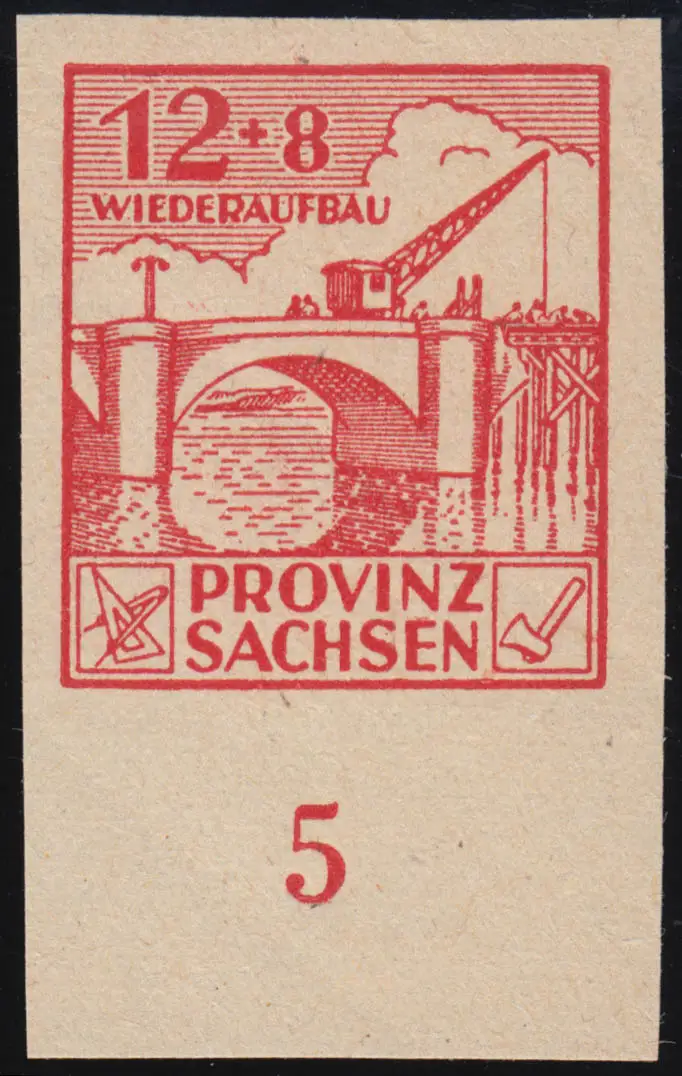 12+8
WIEDERAUFBAU
PROVINZ
SACHSEN
5